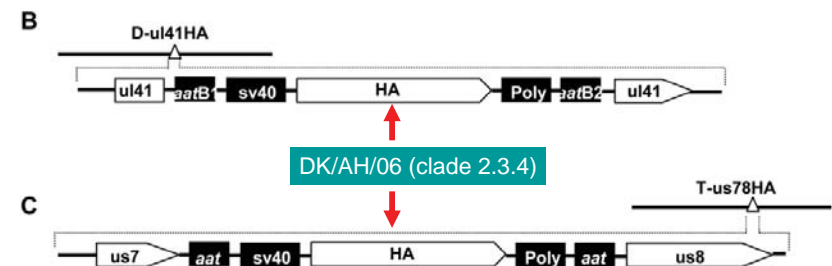 B
D-ul41HA
ul41 aatB1 sv40 HA Poly aatB2 ul41
DK/AH/06 (clade 2.3.4)
T-us78HA
C
us7 aat sv40 HA Poly aat us8